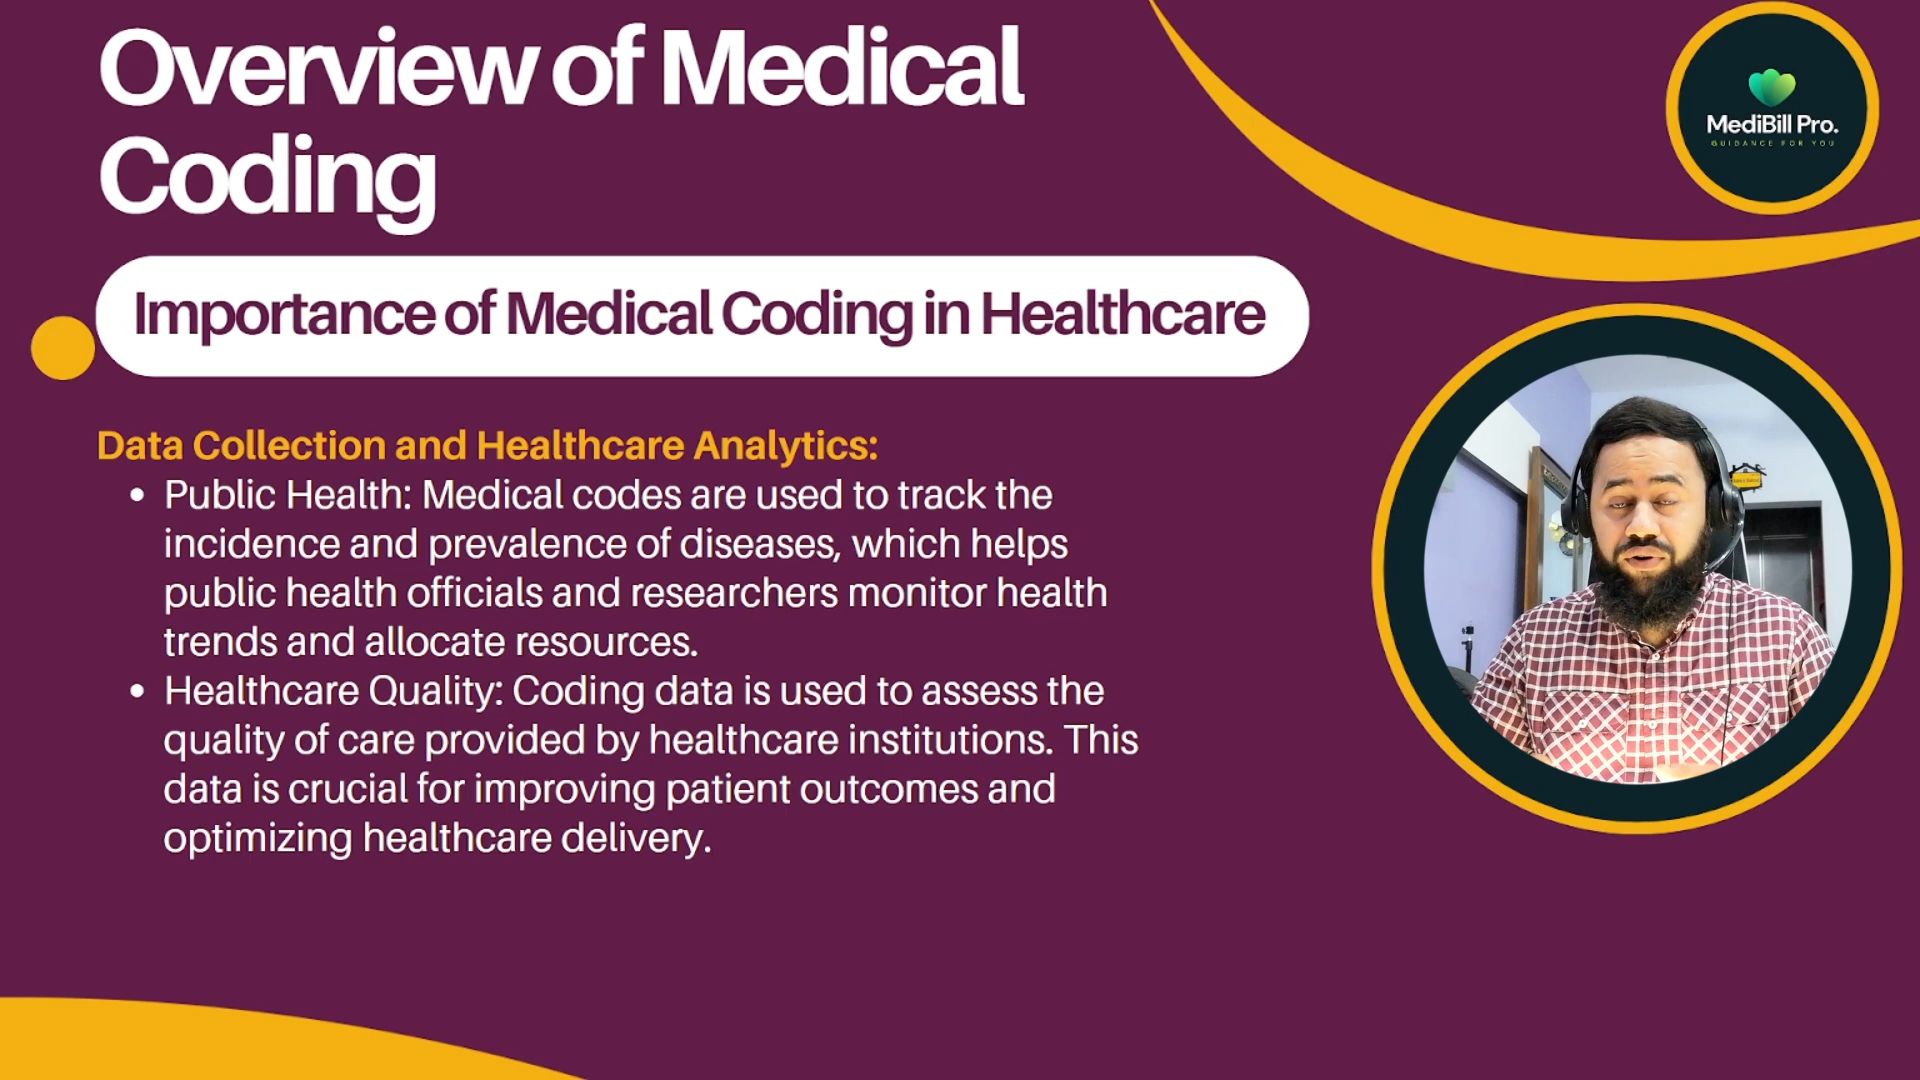 Overview of Medical
Coding
MediBill Pro.
GUIDANCE FOR YOU
Importance of Medical Coding in Healthcare
Data Collection and Healthcare Analytics:
• Public Health: Medical codes are used to track the
incidence and prevalence of diseases, which helps
public health officials and researchers monitor health
trends and allocate resources.
• Healthcare Quality: Coding data is used to assess the
quality of care provided by healthcare institutions. This
data is crucial for improving patient outcomes and
optimizing healthcare delivery.